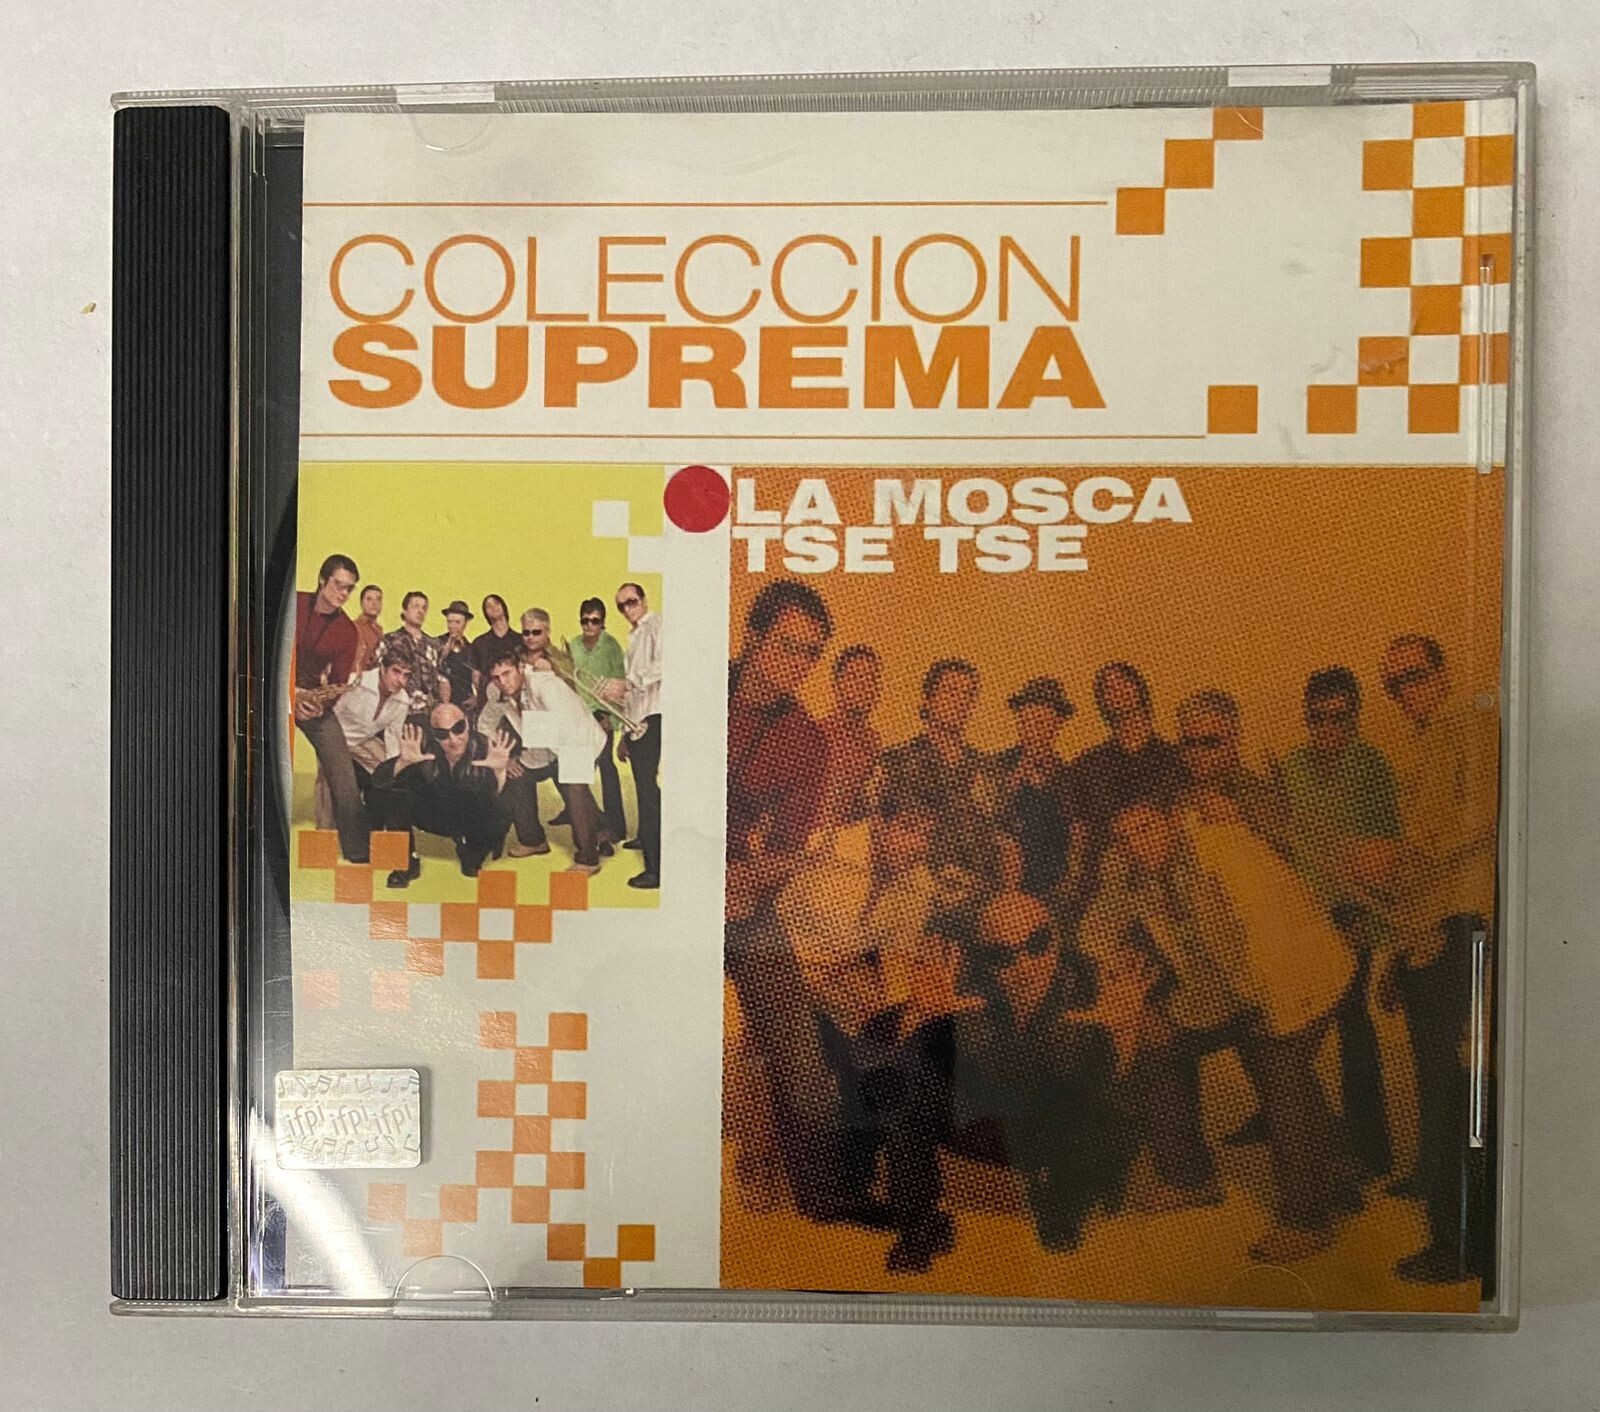 COLECCION
SUPREMA
LA MOSCA
TSE TSE
ifpi ifpi ifpi